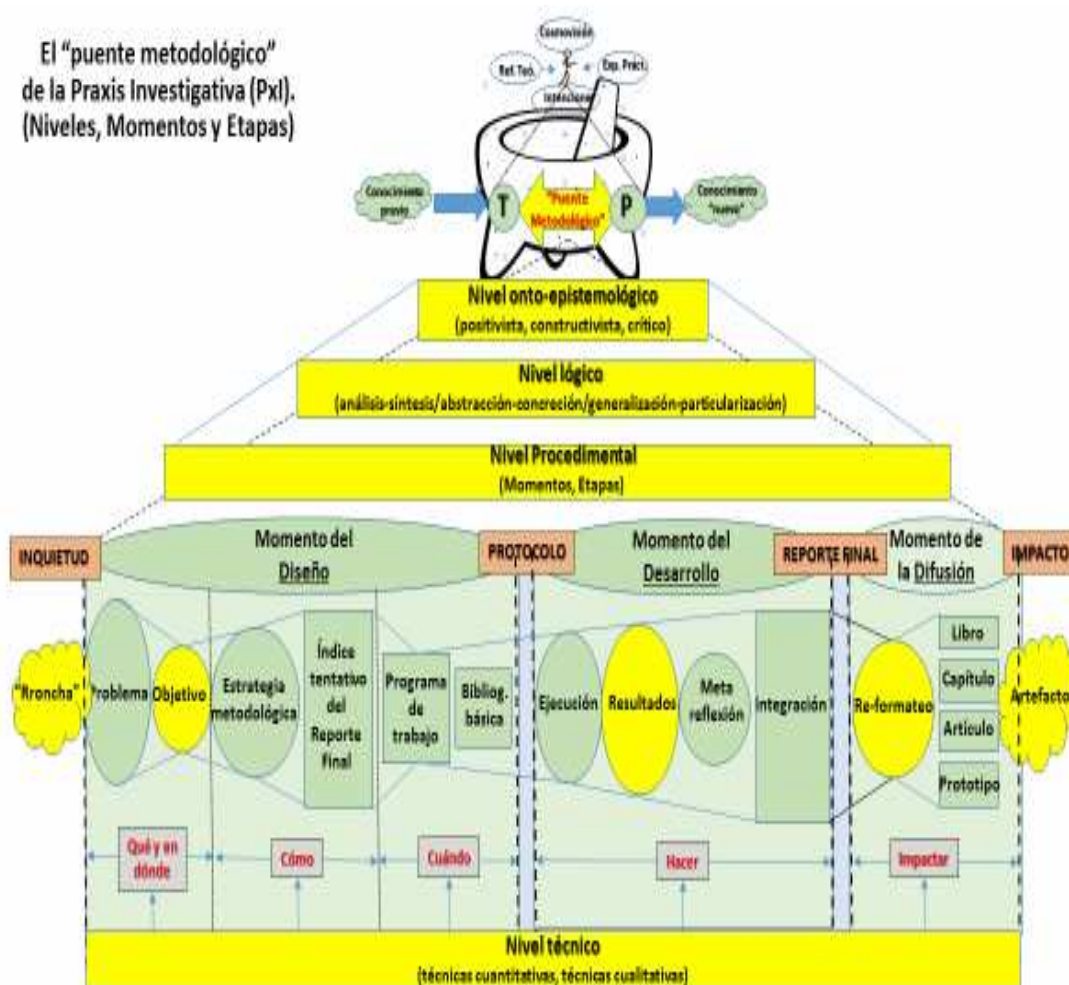 El "puente metodológico"
de la Praxis Investigativa (PxI).
(Niveles, Momentos y Etapas)
Cosmovisión
Ref. Teó.
Exp. Práct.
Intenciones
Conocimiento
previo
T
"Puente
Metodológico"
P
Conocimiento
"nuevo"
Nivel onto-epistemológico
(positivista, constructivista, crítico)
Nivel lógico
(análisis-síntesis/abstracción-concreción/generalización-particularización)
Nivel Procedimental
(Momentos, Etapas)
INQUIETUD
Momento del
Diseño
PROTOCOLO
Momento del
Desarrollo
REPORTE FINAL
Momento de
la Difusión
IMPACTO
"Rroncha"
Problema
Objetivo
Estrategia
metodológica
Índice
tentativo
del
Reporte
Final
Programa
de
trabajo
Bibliog.
básica
Ejecución
Resultados
Meta
reflexión
Integración
Re-formateo
Libro
Capítulo
Artículo
Prototipo
Artefacto
Qué y en
dónde
Cómo
Cuándo
Hacer
Impactar
Nivel técnico
(técnicas cuantitativas, técnicas cualitativas)